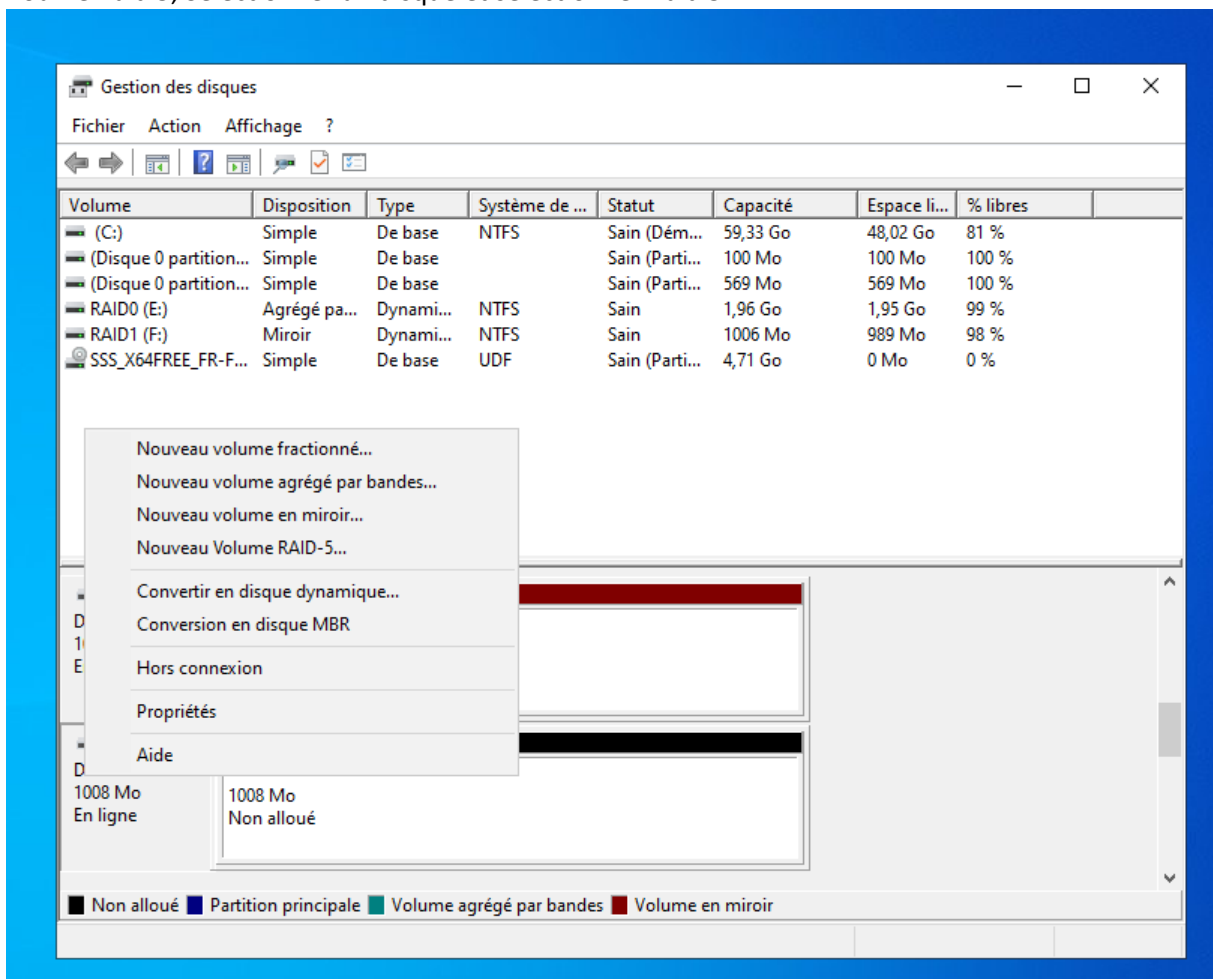 Gestion des disques
Fichier Action Affichage ?
Volume Disposition Type Système de ... Statut Capacité Espace li... % libres
(C:) Simple De base NTFS Sain (Dém... 59,33 Go 48,02 Go 81 %
(Disque 0 partition... Simple De base Sain (Parti... 100 Mo 100 Mo 100 %
(Disque 0 partition... Simple De base Sain (Parti... 569 Mo 569 Mo 100 %
RAID0 (E:) Agrégé pa... Dynami... NTFS Sain 1,96 Go 1,95 Go 99 %
RAID1 (F:) Miroir Dynami... NTFS Sain 1006 Mo 989 Mo 98 %
SSS_X64FREE_FR-F... Simple De base UDF Sain (Parti... 4,71 Go 0 Mo 0 %
Nouveau volume fractionné...
Nouveau volume agrégé par bandes...
Nouveau volume en miroir...
Nouveau Volume RAID-5...
Convertir en disque dynamique...
Conversion en disque MBR
Hors connexion
Propriétés
Aide
1008 Mo 1008 Mo
En ligne Non alloué
Non alloué Partition principale Volume agrégé par bandes Volume en miroir